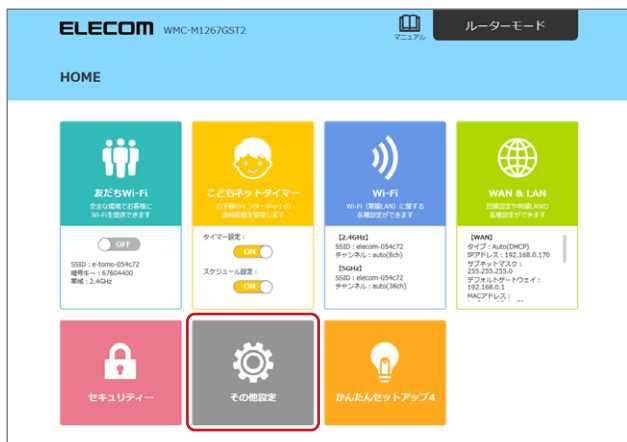 ELECOM WMC-M1267GST2
マニュアル
ルーターモード
HOME
友だちWi-Fi
安全な環境でお客様に
Wi-Fiを提供できます
OFF
SSID : e-tomo-054c72
暗号キー : 67604400
帯域 : 2.4GHz
こどもネットタイマー
お子様のインターネットの
接続時間を管理します
タイマー設定 :
ON
スケジュール設定 :
ON
Wi-Fi
Wi-Fi（無線LAN）に関する
各種設定ができます
【2.4GHz】
SSID : elecom-054c72
チャンネル : auto(8ch)
【5GHz】
SSID : elecom-054c72
チャンネル : auto(38ch)
WAN & LAN
回線設定や有線LANの
各種設定ができます
【WAN】
タイプ : Auto(DHCP)
IPアドレス : 192.168.0.170
サブネットマスク :
255.255.255.0
デフォルトゲートウェイ :
192.168.0.1
MACアドレス :
セキュリティー
その他設定
かんたんセットアップ4